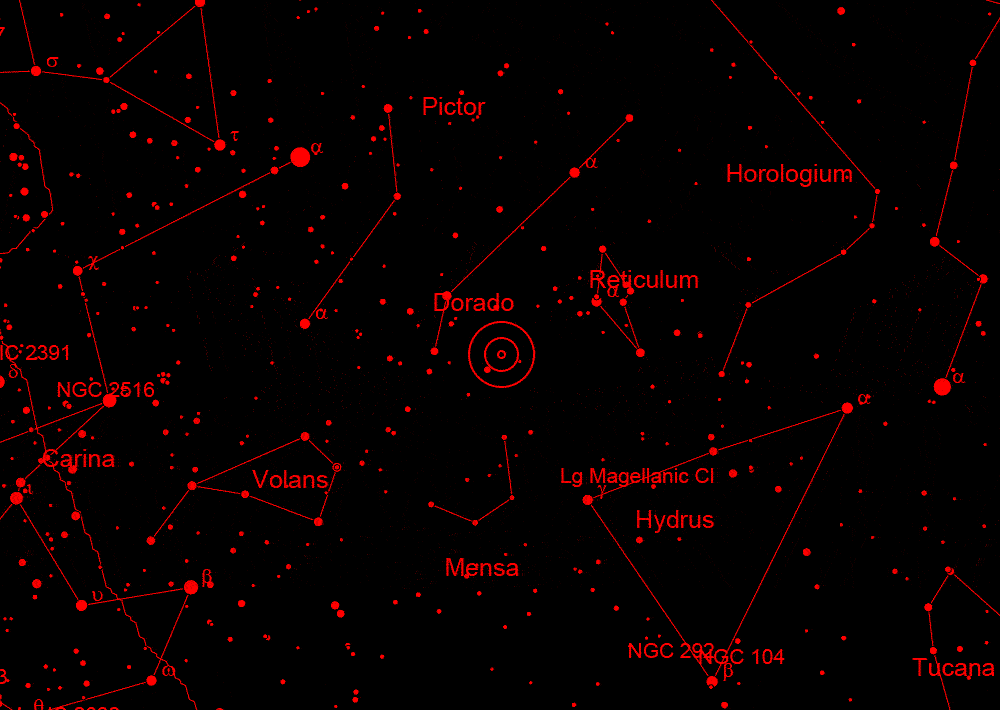 σ
τ
α
Pictor
α
Horologium
χ
Reticulum
α
Dorado
α
IC 2391
δ
NGC 2516
α
α
Carina
Volans
Lg Magellanic Cl
γ
ι
Hydrus
Mensa
β
υ
NGC 292
NGC 104
β
ω
Tucana
θ